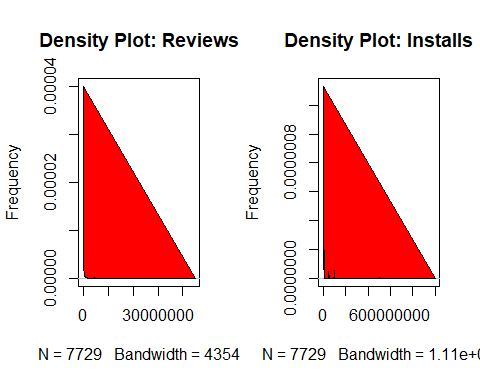 Density Plot: Reviews
Frequency
0.00000 0.00002 0.00004
0 30000000
N = 7729 Bandwidth = 4354
Density Plot: Installs
Frequency
0.0000000 0.0000008
0 600000000
N = 7729 Bandwidth = 1.11e+0